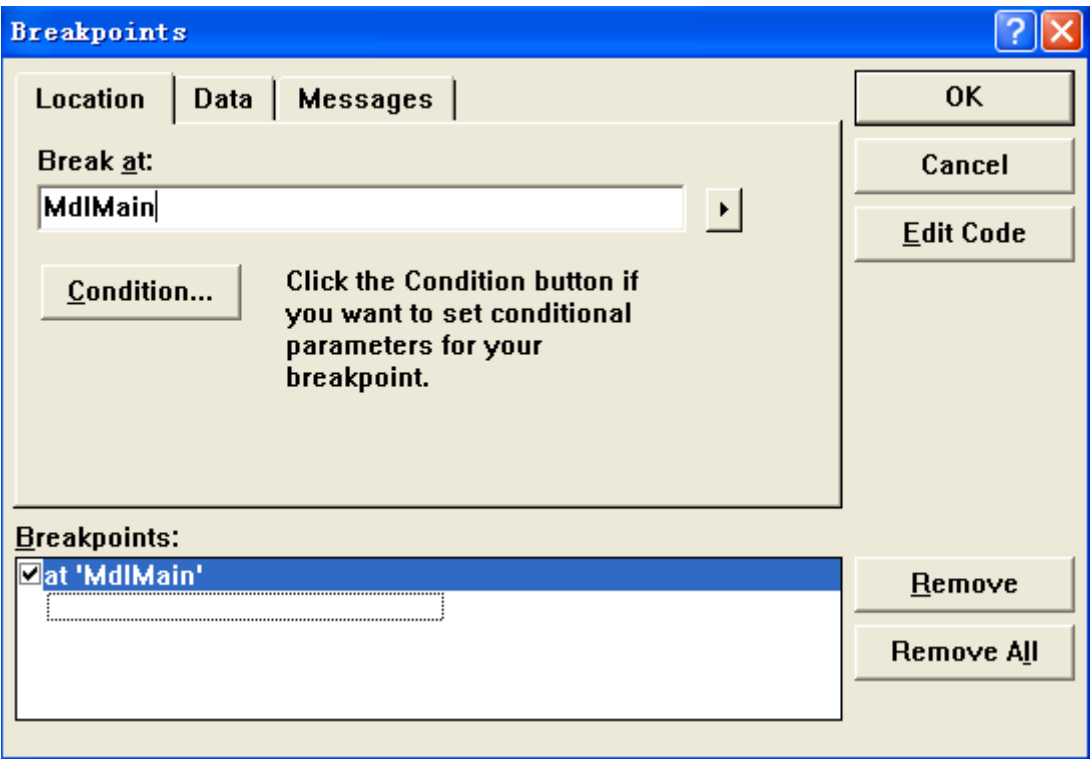 Breakpoints
Location Data Messages
OK
Break at:
Cancel
MdlMain
Edit Code
Condition...
Click the Condition button if
you want to set conditional
parameters for your
breakpoint.
Breakpoints:
at 'MdlMain'
Remove
Remove All